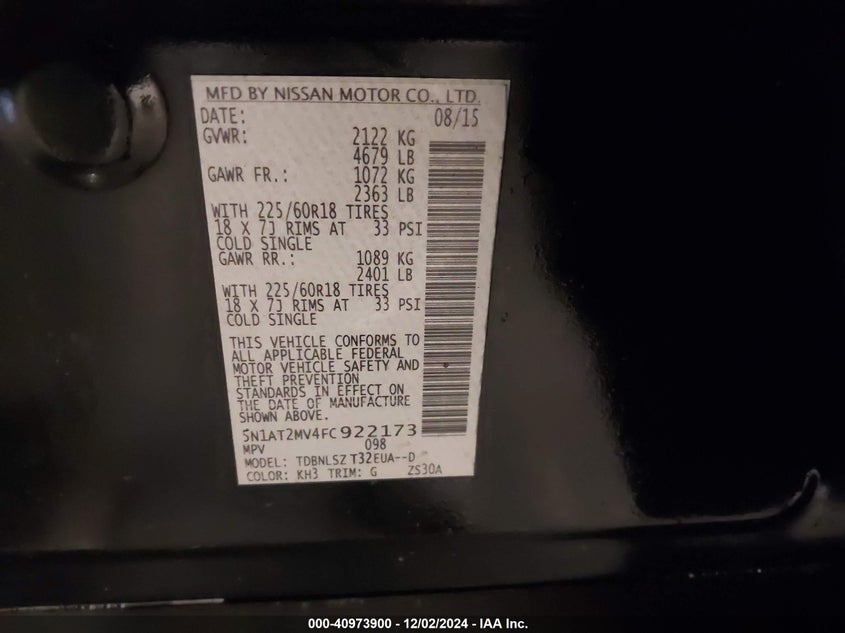 MFD BY NISSAN MOTOR CO., LTD.
DATE: 08/15
GVWR: 2122 KG
4679 LB
GAWR FR.: 1072 KG
2363 LB
WITH 225/60R18 TIRES
18 X 7J RIMS AT 33 PSI
COLD SINGLE
GAWR RR.: 1089 KG
2401 LB
WITH 225/60R18 TIRES
18 X 7J RIMS AT 33 PSI
COLD SINGLE
THIS VEHICLE CONFORMS TO
ALL APPLICABLE FEDERAL
MOTOR VEHICLE SAFETY AND
THEFT PREVENTION
STANDARDS IN EFFECT ON
THE DATE OF MANUFACTURE
SHOWN ABOVE.
5N1AT2MV4FC922173
MPV 098
MODEL: TDBNLSZ T32EUA--D
COLOR: KH3 TRIM: G ZS30A
000-40973900 - 12/02/2024 - IAA Inc.